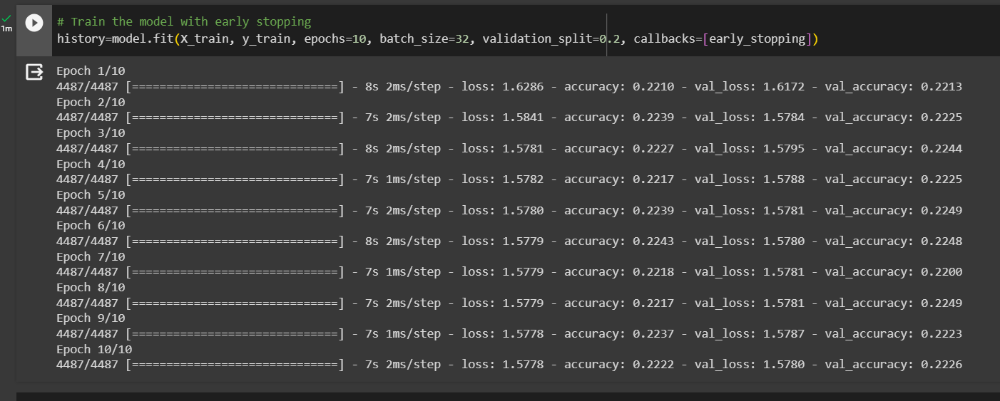 1m
# Train the model with early stopping
history=model.fit(X_train, y_train, epochs=10, batch_size=32, validation_split=0.2, callbacks=[early_stopping])
Epoch 1/10
4487/4487 [==============================] - 8s 2ms/step - loss: 1.6286 - accuracy: 0.2210 - val_loss: 1.6172 - val_accuracy: 0.2213
Epoch 2/10
4487/4487 [==============================] - 7s 2ms/step - loss: 1.5841 - accuracy: 0.2239 - val_loss: 1.5784 - val_accuracy: 0.2225
Epoch 3/10
4487/4487 [==============================] - 8s 2ms/step - loss: 1.5781 - accuracy: 0.2227 - val_loss: 1.5795 - val_accuracy: 0.2244
Epoch 4/10
4487/4487 [==============================] - 7s 1ms/step - loss: 1.5782 - accuracy: 0.2217 - val_loss: 1.5788 - val_accuracy: 0.2225
Epoch 5/10
4487/4487 [==============================] - 7s 2ms/step - loss: 1.5780 - accuracy: 0.2239 - val_loss: 1.5781 - val_accuracy: 0.2249
Epoch 6/10
4487/4487 [==============================] - 8s 2ms/step - loss: 1.5779 - accuracy: 0.2243 - val_loss: 1.5780 - val_accuracy: 0.2248
Epoch 7/10
4487/4487 [==============================] - 7s 1ms/step - loss: 1.5779 - accuracy: 0.2218 - val_loss: 1.5781 - val_accuracy: 0.2200
Epoch 8/10
4487/4487 [==============================] - 7s 2ms/step - loss: 1.5779 - accuracy: 0.2217 - val_loss: 1.5781 - val_accuracy: 0.2249
Epoch 9/10
4487/4487 [==============================] - 7s 1ms/step - loss: 1.5778 - accuracy: 0.2237 - val_loss: 1.5787 - val_accuracy: 0.2223
Epoch 10/10
4487/4487 [==============================] - 7s 2ms/step - loss: 1.5778 - accuracy: 0.2222 - val_loss: 1.5780 - val_accuracy: 0.2226